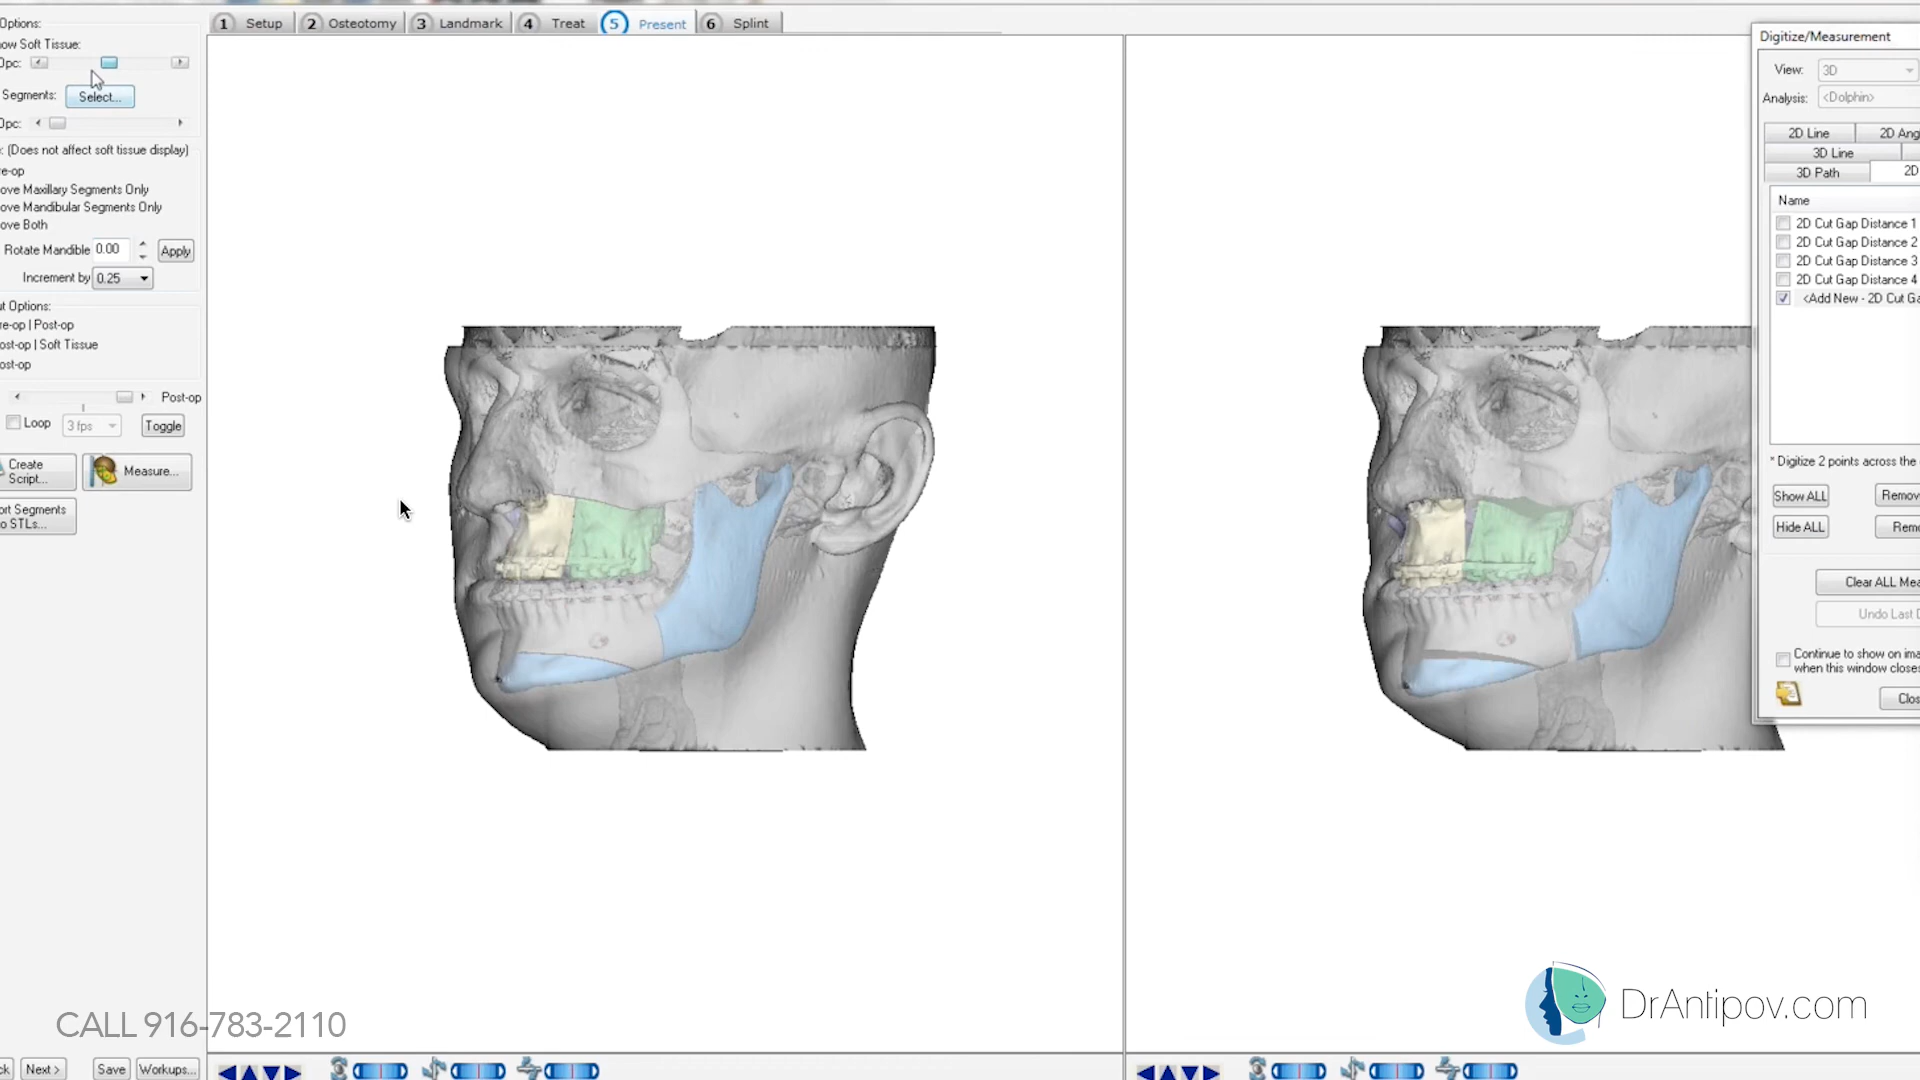 Options:
ow Soft Tissue:
Opc:
Segments: Select...
Opc:
: (Does not affect soft tissue display)
re-op
ove Maxillary Segments Only
ove Mandibular Segments Only
ove Both
Rotate Mandible 0.00 Apply
Increment by 0.25
t Options:
re-op | Post-op
ost-op | Soft Tissue
ost-op
Post-op
Loop 3 fps Toggle
Create
Script...
Measure...
ort Segments
o STLs...
1 Setup 2 Osteotomy 3 Landmark 4 Treat 5 Present 6 Splint
Digitize/Measurement
View: 3D
Analysis: <Dolphin>
2D Line 2D Ang
3D Line
3D Path 2D
Name
2D Cut Gap Distance 1
2D Cut Gap Distance 2
2D Cut Gap Distance 3
2D Cut Gap Distance 4
<Add New - 2D Cut Ga
* Digitize 2 points across the
Show ALL Remov
Hide ALL Remo
Clear ALL Mea
Undo Last D
Continue to show on ima
when this window closes
Clos
CALL 916-783-2110
DrAntipov.com
ck Next > Save Workups...